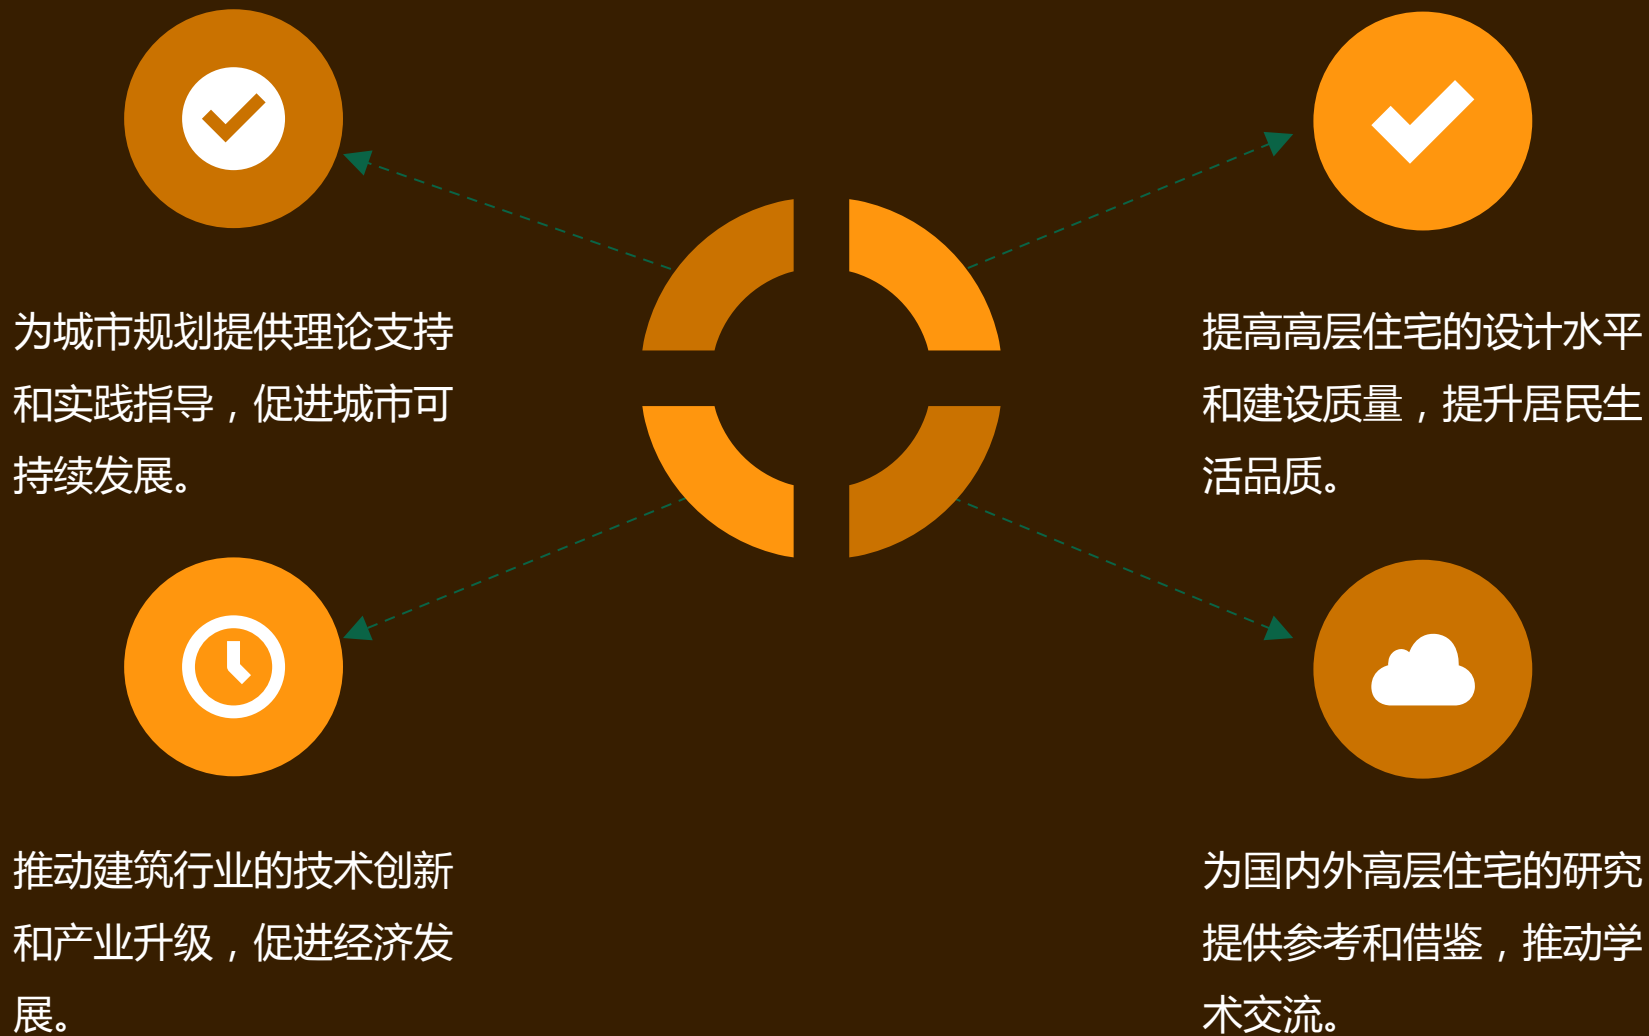 为城市规划提供理论支持
和实践指导，促进城市可
持续发展。
提高高层住宅的设计水平
和建设质量，提升居民生
活品质。
推动建筑行业的技术创新
和产业升级，促进经济发
展。
为国内外高层住宅的研究
提供参考和借鉴，推动学
术交流。